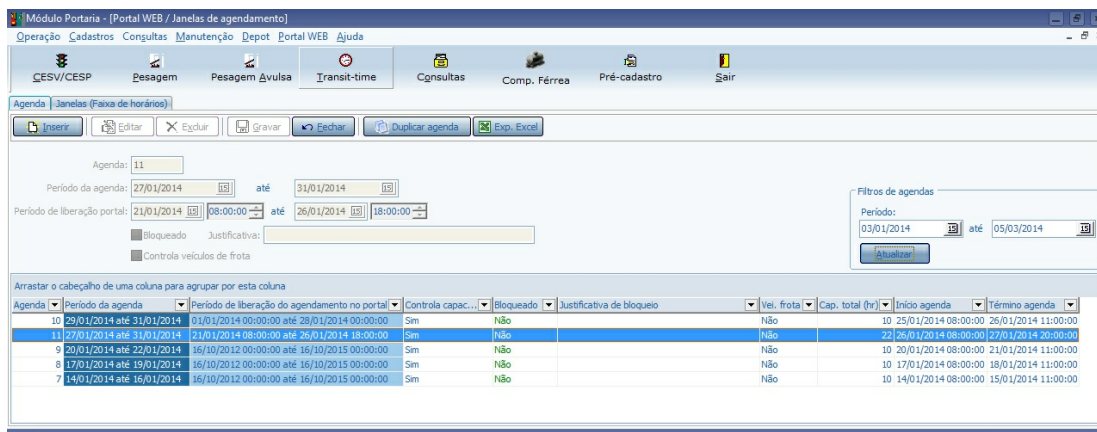 Módulo Portaria - [Portal WEB / Janelas de agendamento]
Operação Cadastros Consultas Manutenção Depot Portal WEB Ajuda
CESV/CESP Pesagem Pesagem Avulsa Transit-time Consultas Comp. Férrea Pré-cadastro Sair
Agenda Janelas (Faixa de horários)
Inserir Editar Excluir Gravar Fechar Duplicar agenda Exp. Excel
Agenda: 11
Período da agenda: 27/01/2014 15 até 31/01/2014 15
Período de liberação portal: 21/01/2014 15 08:00:00 até 26/01/2014 15 18:00:00
Bloqueado Justificativa:
Controla veículos de frota
Filtros de agendas
Período:
03/01/2014 15 até 05/03/2014 15
Atualizar
Arrastar o cabeçalho de uma coluna para agrupar por esta coluna
Agenda Período da agenda Período de liberação do agendamento no portal Controla capac... Bloqueado Justificativa de bloqueio Vei. frota Cap. total (hr) Início agenda Término agenda
10 29/01/2014 até 31/01/2014 01/01/2014 00:00:00 até 28/01/2014 00:00:00 Sim Não Não 10 25/01/2014 08:00:00 26/01/2014 11:00:00
11 27/01/2014 até 31/01/2014 21/01/2014 08:00:00 até 26/01/2014 18:00:00 Sim Não Não 22 26/01/2014 08:00:00 27/01/2014 20:00:00
9 20/01/2014 até 22/01/2014 16/10/2012 00:00:00 até 16/10/2015 00:00:00 Sim Não Não 10 20/01/2014 08:00:00 21/01/2014 11:00:00
8 17/01/2014 até 19/01/2014 16/10/2012 00:00:00 até 16/10/2015 00:00:00 Sim Não Não 10 17/01/2014 08:00:00 18/01/2014 11:00:00
7 14/01/2014 até 16/01/2014 16/10/2012 00:00:00 até 16/10/2015 00:00:00 Sim Não Não 10 14/01/2014 08:00:00 15/01/2014 11:00:00